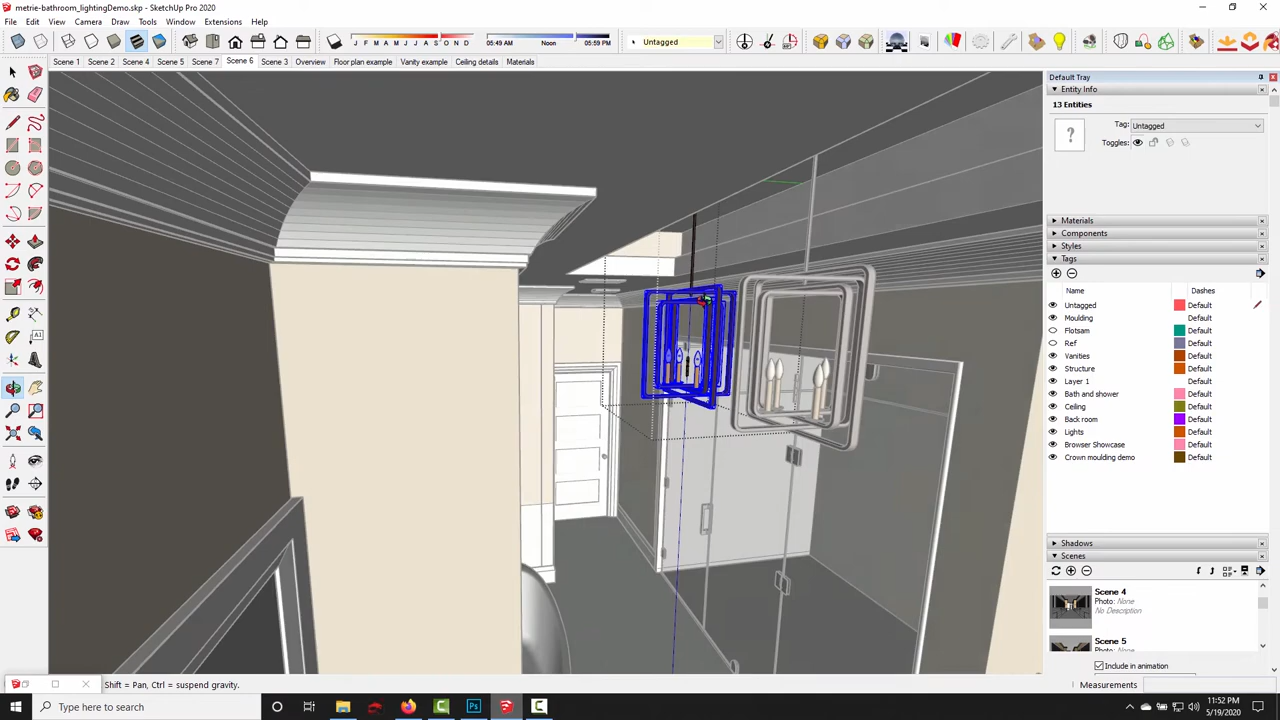 metrie-bathroom_lightingDemo.skp - SketchUp Pro 2020
File Edit View Camera Draw Tools Window Extensions Help
J F M A M J J A S O N D
05:49 AM Noon 05:59 PM
Untagged
Scene 1 Scene 2 Scene 4 Scene 5 Scene 7 Scene 6 Scene 3 Overview Floor plan example Vanity example Ceiling details Materials
Default Tray
Entity Info
13 Entities
Tag: Untagged
Toggles:
Materials
Components
Styles
Tags
Name Dashes
Untagged Default
Moulding Default
Flotsam Default
Ref Default
Vanities Default
Structure Default
Layer 1 Default
Bath and shower Default
Ceiling Default
Back room Default
Lights Default
Browser Showcase Default
Crown moulding demo Default
Shadows
Scenes
Scene 4
Photo: None
No Description
Scene 5
Photo: None
Include in animation
Shift = Pan, Ctrl = suspend gravity.
Measurements
Type here to search
11:52 PM
5/19/2020